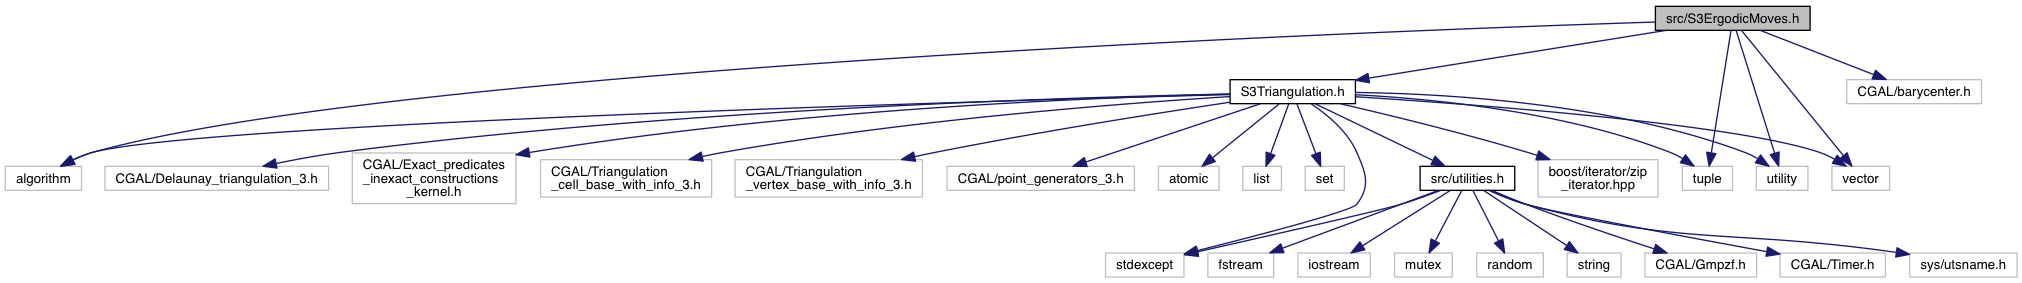 src/S3ErgodicMoves.h
S3Triangulation.h
CGAL/barycenter.h
algorithm
CGAL/Delaunay_triangulation_3.h
CGAL/Exact_predicates
_inexact_constructions
_kernel.h
CGAL/Triangulation
_cell_base_with_info_3.h
CGAL/Triangulation
_vertex_base_with_info_3.h
CGAL/point_generators_3.h
atomic
list
set
src/utilities.h
boost/iterator/zip
_iterator.hpp
tuple
utility
vector
stdexcept
fstream
iostream
mutex
random
string
CGAL/Gmpzf.h
CGAL/Timer.h
sys/utsname.h